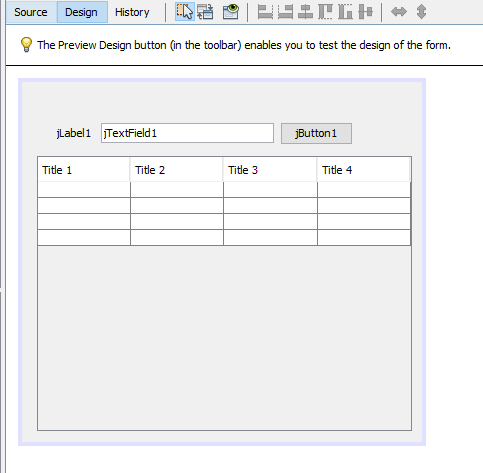 Source Design History
The Preview Design button (in the toolbar) enables you to test the design of the form.
jLabel1 jTextField1 jButton1
Title 1 Title 2 Title 3 Title 4